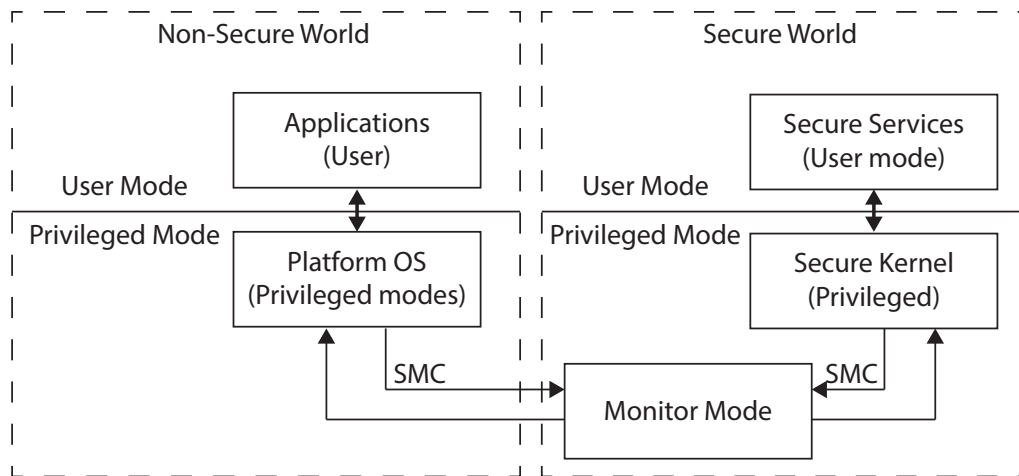 Non-Secure World
Applications
(User)
User Mode
Privileged Mode
Platform OS
(Privileged modes)
SMC
Secure World
Secure Services
(User mode)
User Mode
Privileged Mode
Secure Kernel
(Privileged)
SMC
Monitor Mode